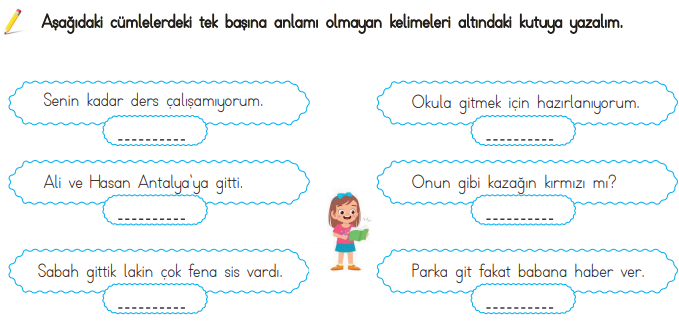 Aşağıdaki cümlelerdeki tek başına anlamı olmayan kelimeleri altındaki kutuya yazalım.
Senin kadar ders çalışamıyorum.
Okula gitmek için hazırlanıyorum.
Ali ve Hasan Antalya'ya gitti.
Onun gibi kazağın kırmızı mı?
Sabah gittik lakin çok fena sis vardı.
Parka git fakat babana haber ver.